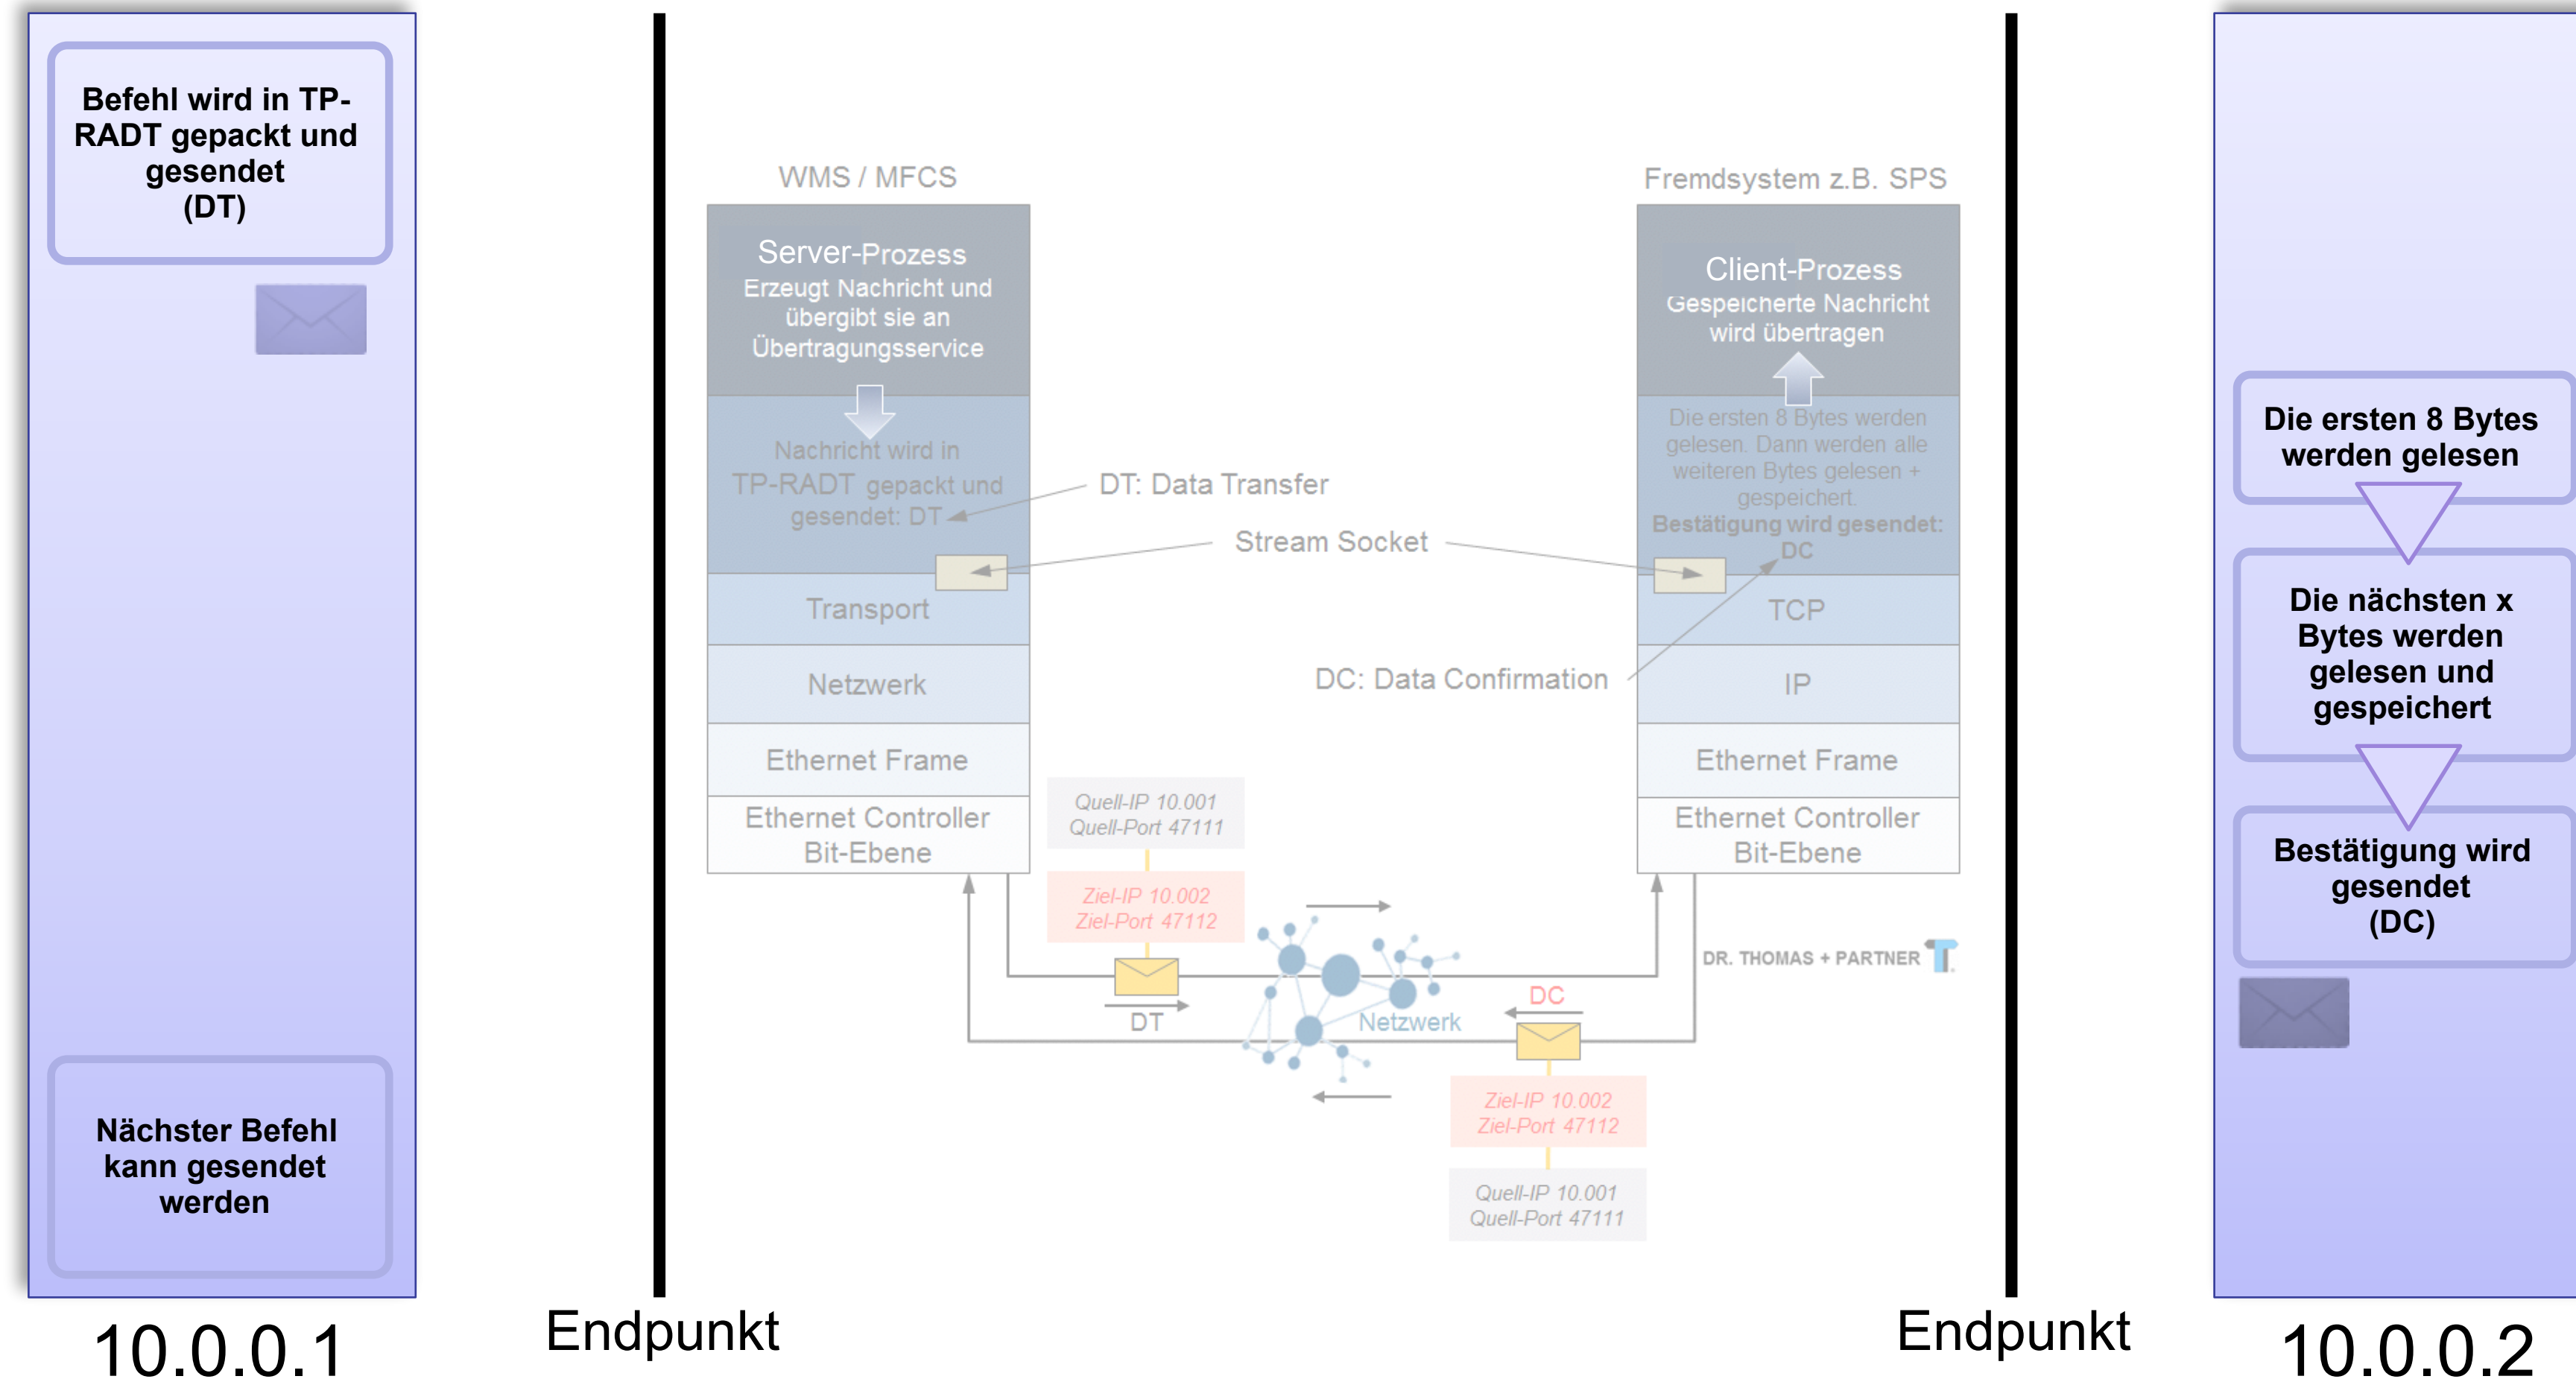 Befehl wird in TP-
RADT gepackt und
gesendet
(DT)
Nächster Befehl
kann gesendet
werden
10.0.0.1
Endpunkt
WMS / MFCS
Server-Prozess
Erzeugt Nachricht und
übergibt sie an
Übertragungsservice
Nachricht wird in
TP-RADT gepackt und
gesendet: DT
Transport
Netzwerk
Ethernet Frame
Ethernet Controller
Bit-Ebene
DT: Data Transfer
Stream Socket
DC: Data Confirmation
Quell-IP 10.001
Quell-Port 47111
Ziel-IP 10.002
Ziel-Port 47112
DT
Netzwerk
DC
Ziel-IP 10.002
Ziel-Port 47112
Quell-IP 10.001
Quell-Port 47111
Fremdsystem z.B. SPS
Client-Prozess
Gespeicherte Nachricht
wird übertragen
Die ersten 8 Bytes werden
gelesen. Dann werden alle
weiteren Bytes gelesen +
gespeichert.
Bestätigung wird gesendet:
DC
TCP
IP
Ethernet Frame
Ethernet Controller
Bit-Ebene
DR. THOMAS + PARTNER
Endpunkt
Die ersten 8 Bytes
werden gelesen
Die nächsten x
Bytes werden
gelesen und
gespeichert
Bestätigung wird
gesendet
(DC)
10.0.0.2